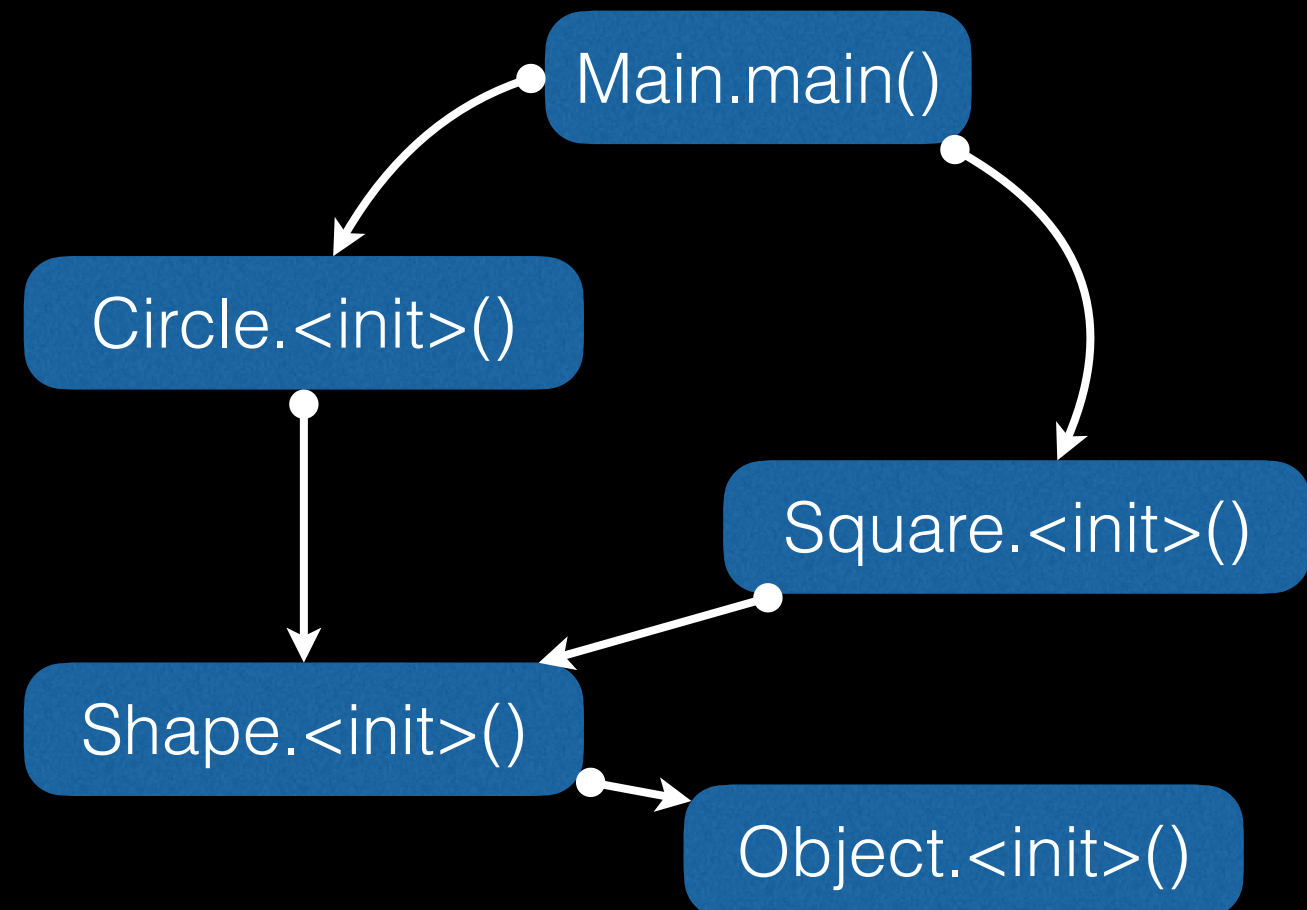 Main.main()
Circle.<init>()
Square.<init>()
Shape.<init>()
Object.<init>()